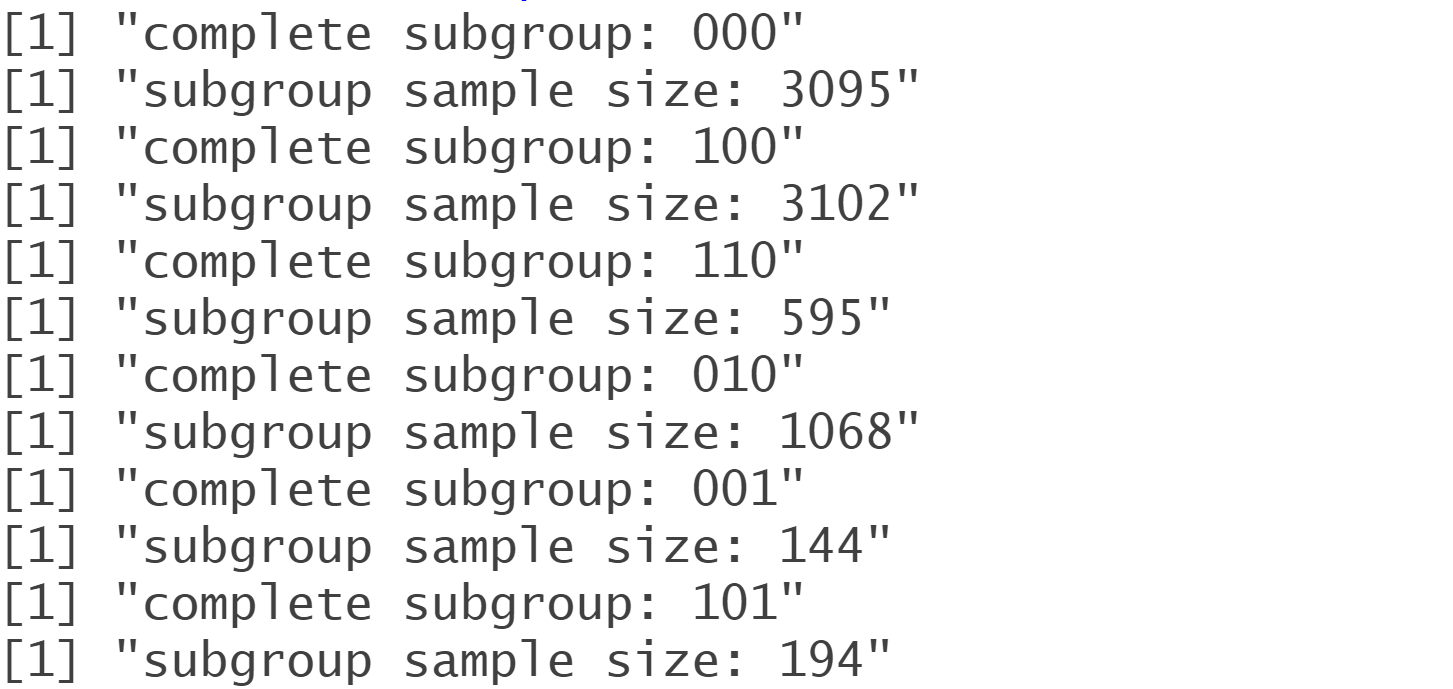 [1] "complete subgroup: 000"
[1] "subgroup sample size: 3095"
[1] "complete subgroup: 100"
[1] "subgroup sample size: 3102"
[1] "complete subgroup: 110"
[1] "subgroup sample size: 595"
[1] "complete subgroup: 010"
[1] "subgroup sample size: 1068"
[1] "complete subgroup: 001"
[1] "subgroup sample size: 144"
[1] "complete subgroup: 101"
[1] "subgroup sample size: 194"